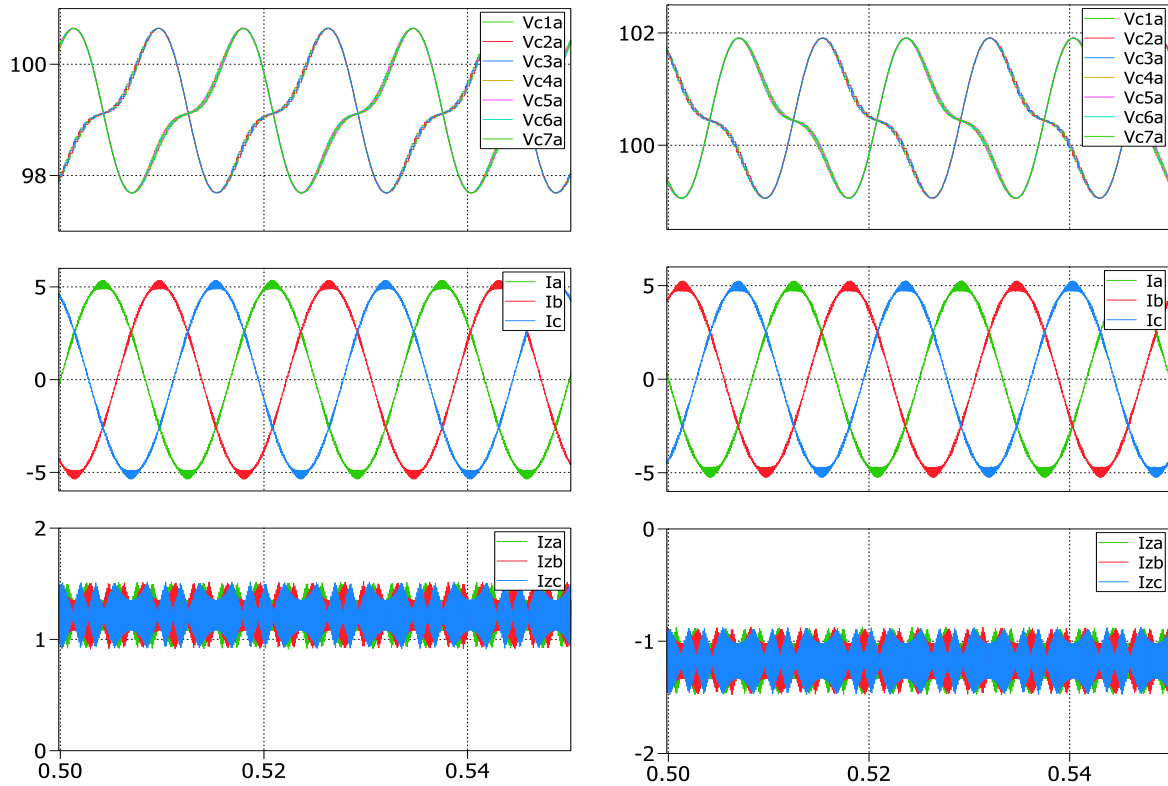 100
98
Vc1a
Vc2a
Vc3a
Vc4a
Vc5a
Vc6a
Vc7a
102
100
Vc1a
Vc2a
Vc3a
Vc4a
Vc5a
Vc6a
Vc7a
5
0
-5
Ia
Ib
Ic
5
0
-5
Ia
Ib
Ic
2
1
0
Iza
Izb
Izc
0.50
0.52
0.54
0
-1
-2
Iza
Izb
Izc
0.50
0.52
0.54